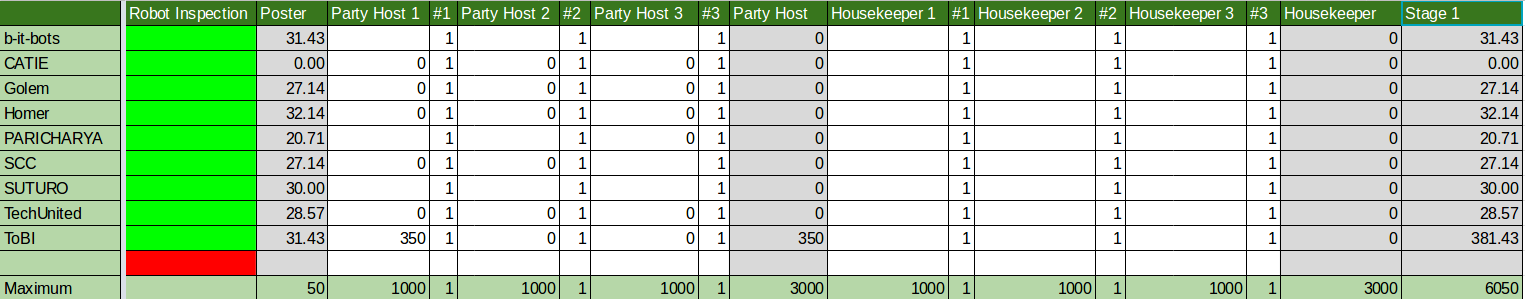 Robot Inspection Poster Party Host 1 #1 Party Host 2 #2 Party Host 3 #3 Party Host Housekeeper 1 #1 Housekeeper 2 #2 Housekeeper 3 #3 Housekeeper Stage 1
b-it-bots 31.43 1 1 1 0 1 1 1 0 31.43
CATIE 0.00 0 1 0 1 0 1 0 1 1 1 0 0.00
Golem 27.14 0 1 0 1 0 1 0 1 1 1 0 27.14
Homer 32.14 0 1 0 1 0 1 0 1 1 1 0 32.14
PARICHARYA 20.71 1 1 0 1 0 1 1 1 0 20.71
SCC 27.14 0 1 0 1 1 0 1 1 1 0 27.14
SUTURO 30.00 1 1 1 0 1 1 1 0 30.00
TechUnited 28.57 0 1 0 1 0 1 0 1 1 1 0 28.57
ToBI 31.43 350 1 0 1 0 1 350 1 1 1 0 381.43
Maximum 50 1000 1 1000 1 1000 1 3000 1000 1 1000 1 1000 1 3000 6050